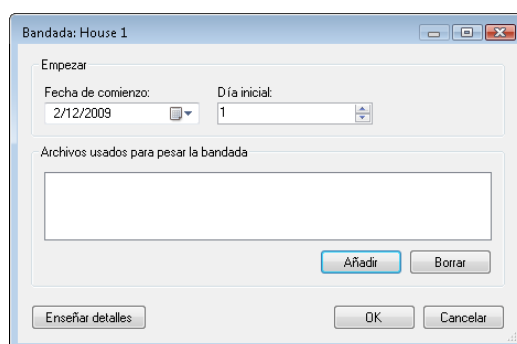 Bandada: House 1
Empezar
Fecha de comienzo: Día inicial:
2/12/2009 1
Archivos usados para pesar la bandada
Añadir Borrar
Enseñar detalles OK Cancelar